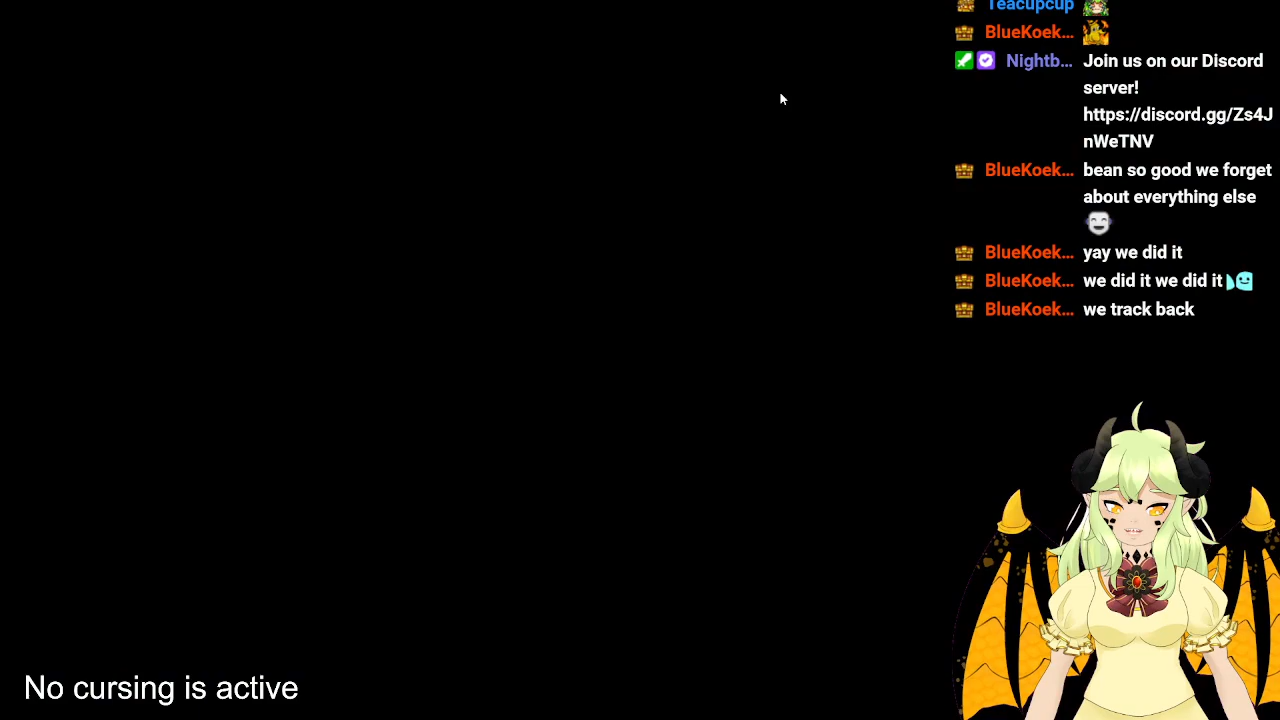 Teacupcup
BlueKoek...
Nightb... Join us on our Discord
server!
https://discord.gg/Zs4J
nWeTNV
BlueKoek... bean so good we forget
about everything else
BlueKoek... yay we did it
BlueKoek... we did it we did it
BlueKoek... we track back
No cursing is active